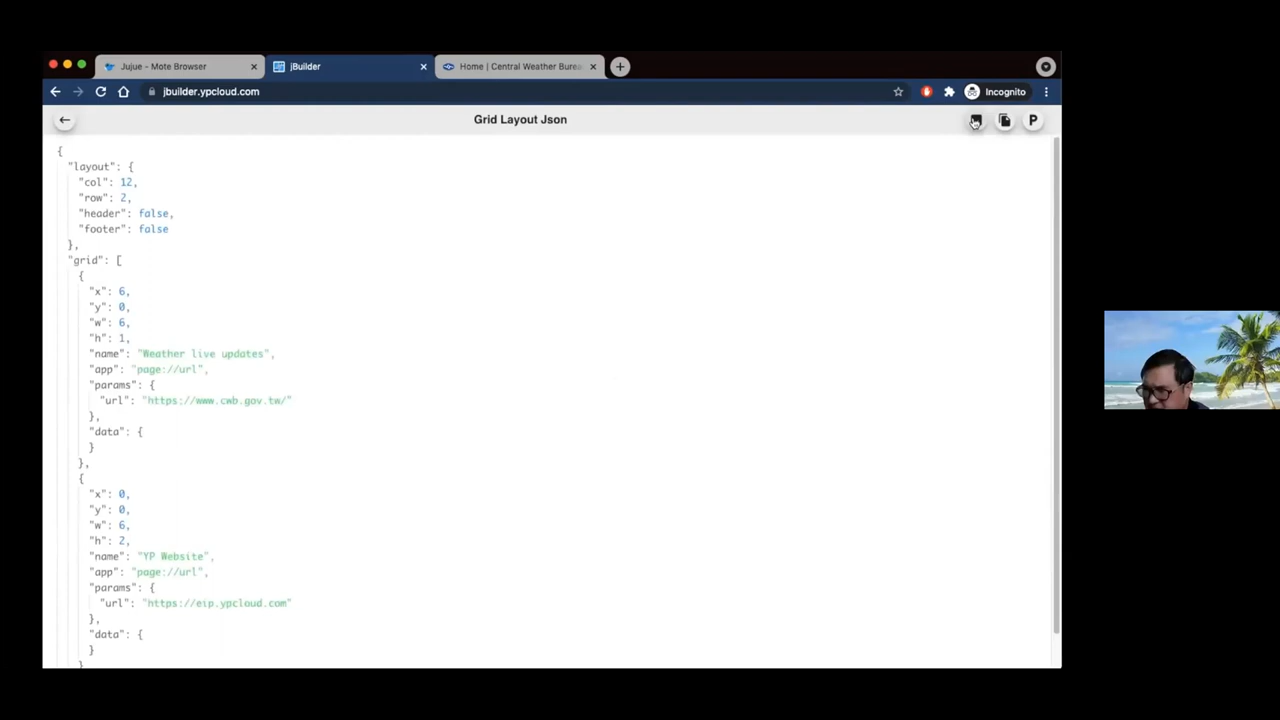 Jujue - Mote Browser
jBuilder
Home | Central Weather Burea
jbuilder.ypcloud.com
Incognito
Grid Layout Json
P
{
"layout": {
"col": 12,
"row": 2,
"header": false,
"footer": false
},
"grid": [
{
"x": 6,
"y": 0,
"w": 6,
"h": 1,
"name": "Weather live updates",
"app": "page://url",
"params": {
"url": "https://www.cwb.gov.tw/"
},
"data": {
}
},
{
"x": 0,
"y": 0,
"w": 6,
"h": 2,
"name": "YP Website",
"app": "page://url",
"params": {
"url": "https://eip.ypcloud.com"
},
"data": {
}
}